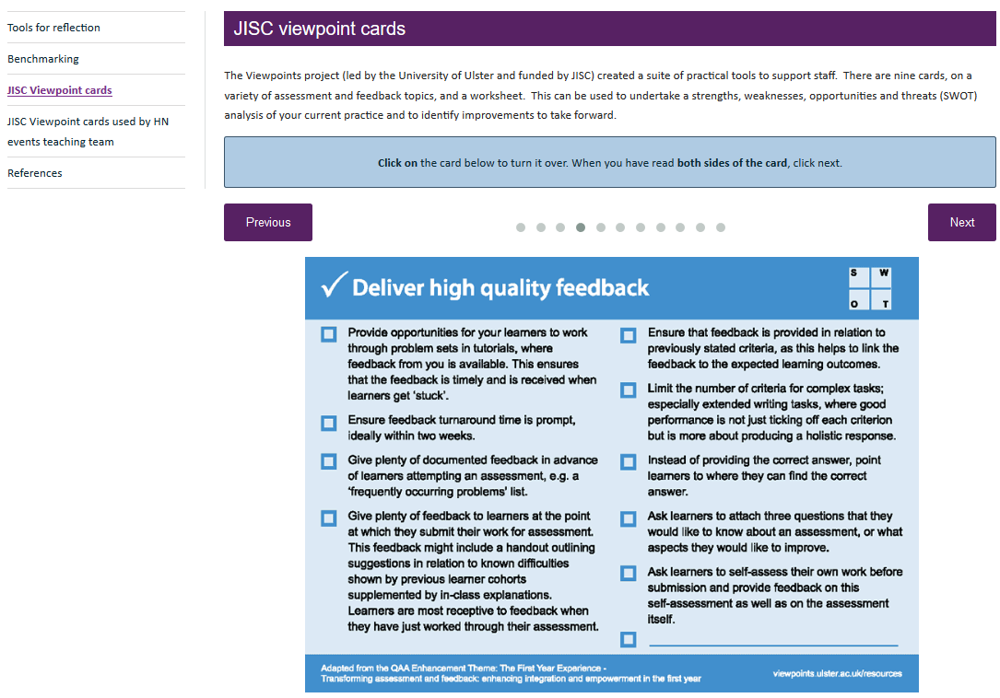 Tools for reflection
Benchmarking
JISC Viewpoint cards
JISC Viewpoint cards used by HN
events teaching team
References
JISC viewpoint cards
The Viewpoints project (led by the University of Ulster and funded by JISC) created a suite of practical tools to support staff.  There are nine cards, on a
variety of assessment and feedback topics, and a worksheet.  This can be used to undertake a strengths, weaknesses, opportunities and threats (SWOT)
analysis of your current practice and to identify improvements to take forward.
Click on the card below to turn it over. When you have read both sides of the card, click next.
Previous
Next
Deliver high quality feedback
S W
O T
Provide opportunities for your learners to work
through problem sets in tutorials, where
feedback from you is available. This ensures
that the feedback is timely and is received when
learners get 'stuck'.
Ensure feedback turnaround time is prompt,
ideally within two weeks.
Give plenty of documented feedback in advance
of learners attempting an assessment, e.g. a
'frequently occurring problems' list.
Give plenty of feedback to learners at the point
at which they submit their work for assessment.
This feedback might include a handout outlining
suggestions in relation to known difficulties
shown by previous learner cohorts
supplemented by in-class explanations.
Learners are most receptive to feedback when
they have just worked through their assessment.
Ensure that feedback is provided in relation to
previously stated criteria, as this helps to link the
feedback to the expected learning outcomes.
Limit the number of criteria for complex tasks;
especially extended writing tasks, where good
performance is not just ticking off each criterion
but is more about producing a holistic response.
Instead of providing the correct answer, point
learners to where they can find the correct
answer.
Ask learners to attach three questions that they
would like to know about an assessment, or what
aspects they would like to improve.
Ask learners to self-assess their own work before
submission and provide feedback on this
self-assessment as well as on the assessment
itself.
Adapted from the QAA Enhancement Theme: The First Year Experience -
Transforming assessment and feedback: enhancing integration and empowerment in the first year
viewpoints.ulster.ac.uk/resources